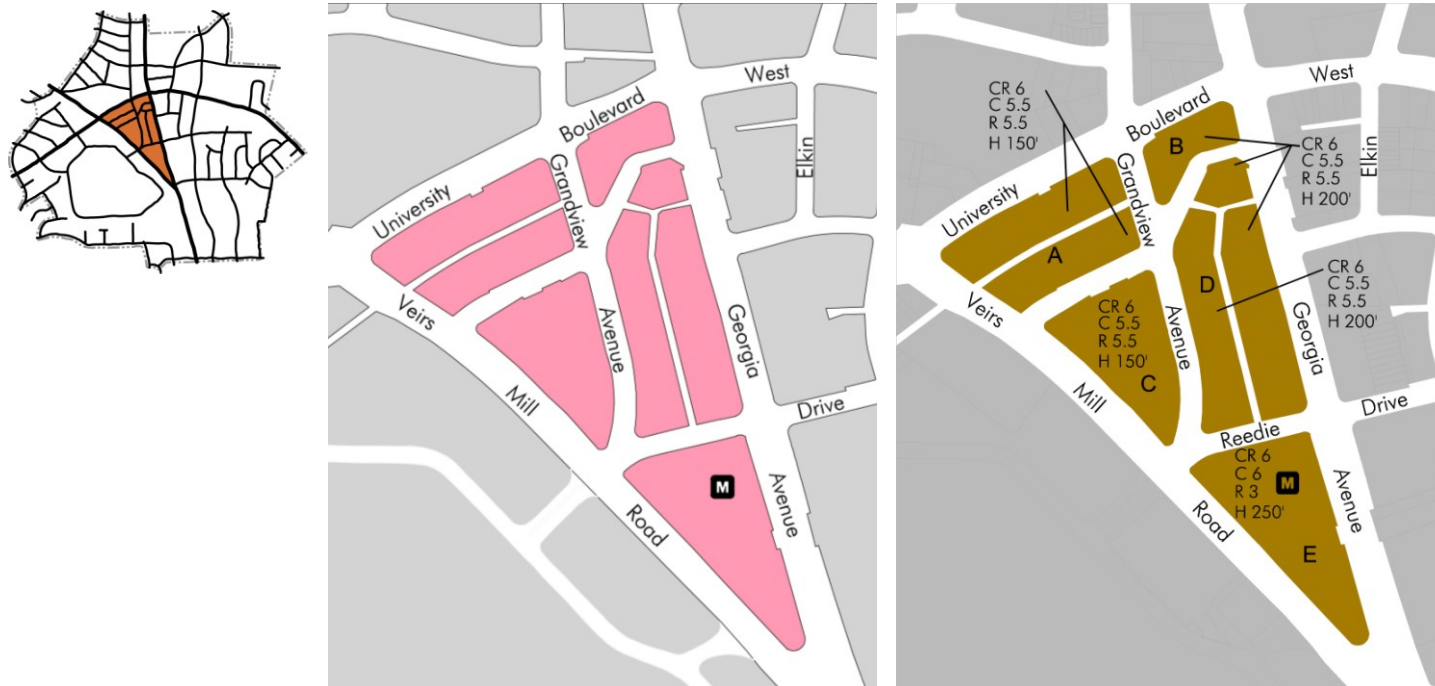 West
Boulevard
Elkin
Grandview
University
Veirs
Avenue
Georgia
Mill
Drive
M
Avenue
Road
West
CR 6
C 5.5
R 5.5
H 150'
Boulevard
B
CR 6
C 5.5
R 5.5
H 200'
Elkin
Grandview
University
A
CR 6
C 5.5
R 5.5
H 200'
D
Veirs
CR 6
C 5.5
R 5.5
H 150'
Avenue
Georgia
C
Mill
Drive
Reedie
CR 6
C 6
R 3
H 250'
M
Avenue
Road
E